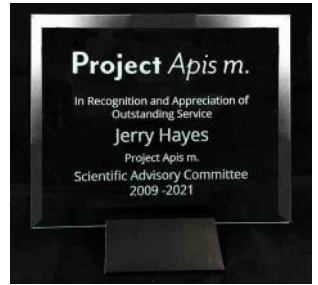 Project Apis m.
In Recognition and Appreciation of
Outstanding Service
Jerry Hayes
Project Apis m.
Scientific Advisory Committee
2009 -2021